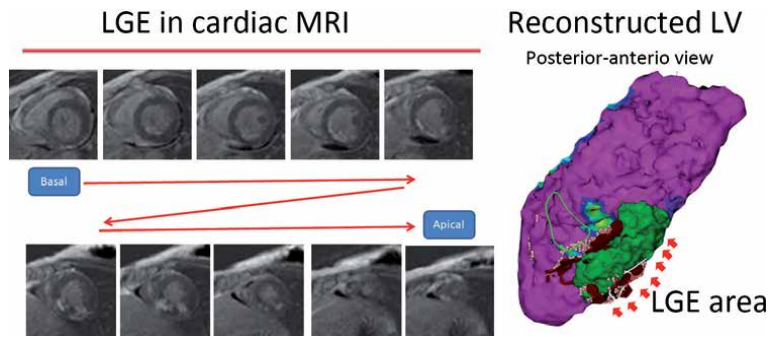 LGE in cardiac MRI
Reconstructed LV
Posterior-anterio view
Basal
Apical
LGE area